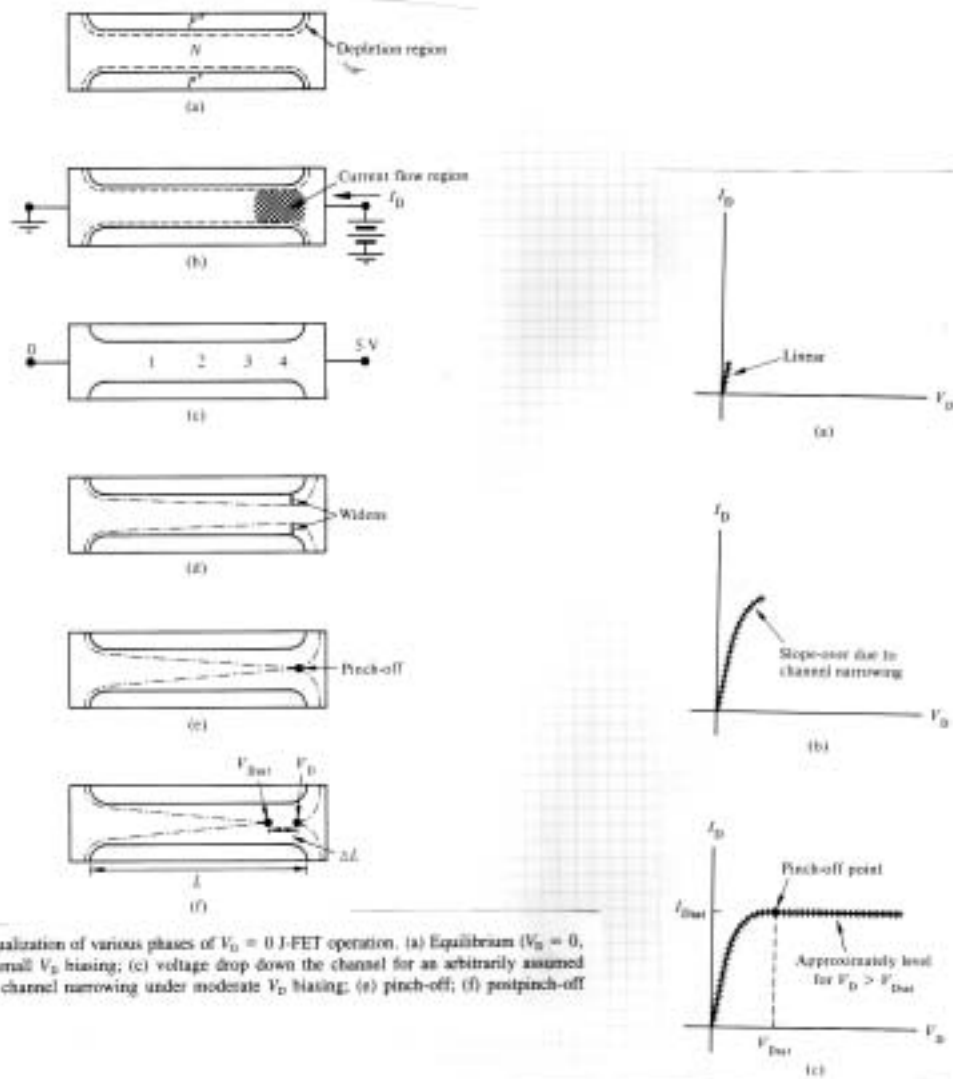 P+
N
P+
Depletion region
(a)
Current flow region
I_D
(b)
0
5 V
1 2 3 4
(c)
Widens
(d)
Pinch-off
(e)
V_Dsat V_D
ΔL
L
(f)
ualization of various phases of V_G = 0 J-FET operation. (a) Equilibrium (V_D = 0,
mall V_D biasing; (c) voltage drop down the channel for an arbitrarily assumed
channel narrowing under moderate V_D biasing; (e) pinch-off; (f) postpinch-off
I_D
Linear
V_D
(a)
I_D
Slope-over due to
channel narrowing
V_D
(b)
I_D
Pinch-off point
I_Dsat
Approximately level
for V_D > V_Dsat
V_Dsat
V_D
(c)